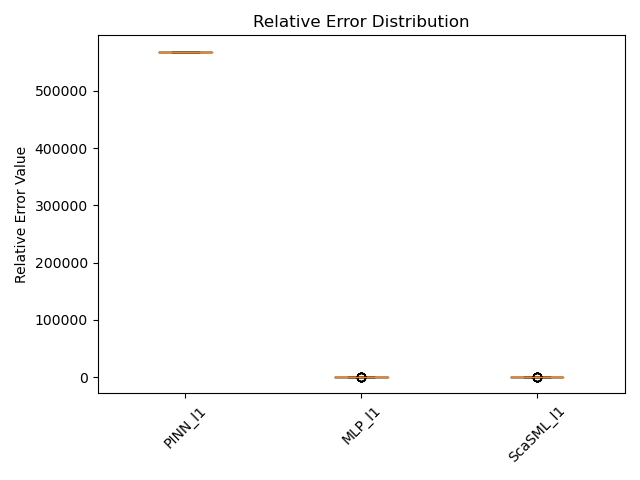 Relative Error Distribution
Relative Error Value
500000
400000
300000
200000
100000
0
PINN_l1
MLP_l1
ScaSML_l1